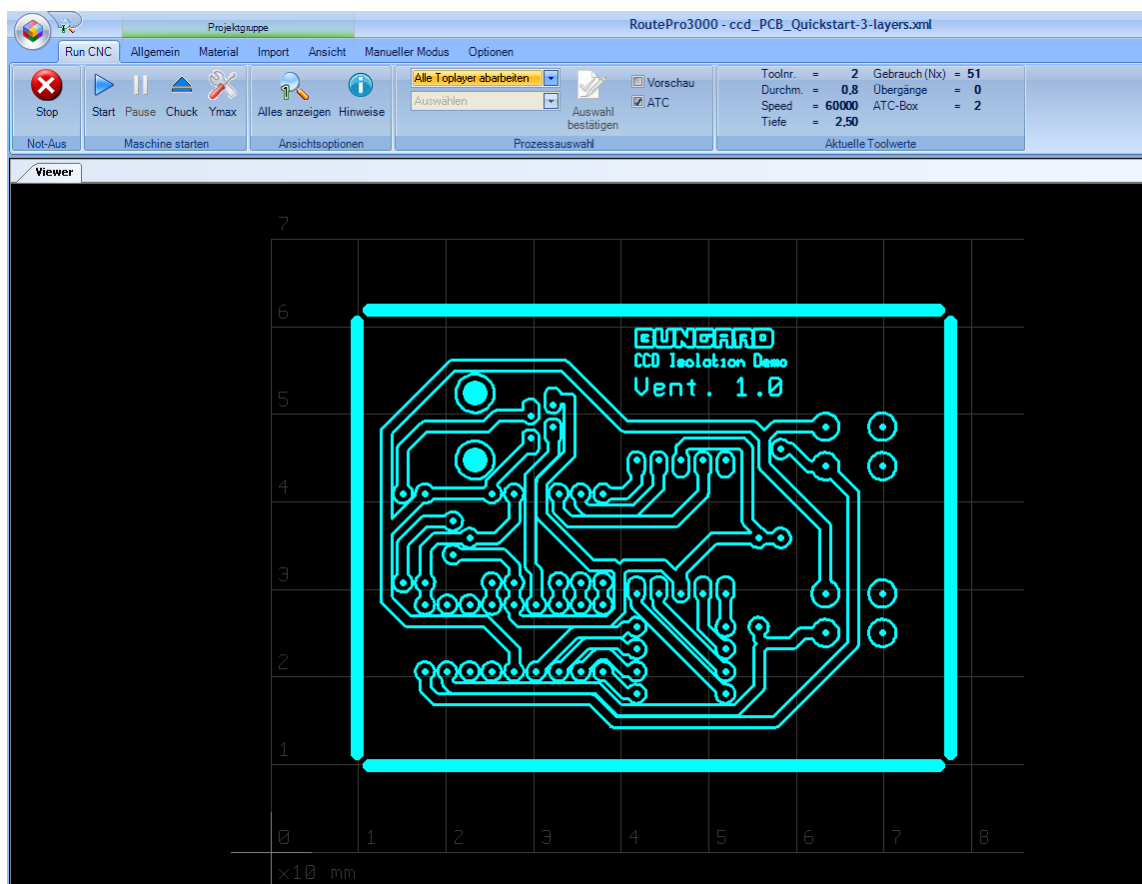 Projektgruppe
RoutePro3000 - ccd_PCB_Quickstart-3-layers.xml
Run CNC Allgemein Material Import Ansicht Manueller Modus Optionen
Stop
Not-Aus
Start Pause Chuck Ymax
Maschine starten
Alles anzeigen Hinweise
Ansichtsoptionen
Alle Toplayer abarbeiten
Auswählen
Auswahl
bestätigen
Vorschau
ATC
Prozessauswahl
Toolnr. = 2 Gebrauch (Nx) = 51
Durchm. = 0,8 Übergänge = 0
Speed = 60000 ATC-Box = 2
Tiefe = 2,50
Aktuelle Toolwerte
Viewer
7
6
BUNGARD
CCD Isolation Demo
Vent. 1.0
5
4
3
2
1
0 1 2 3 4 5 6 7 8
×10 mm